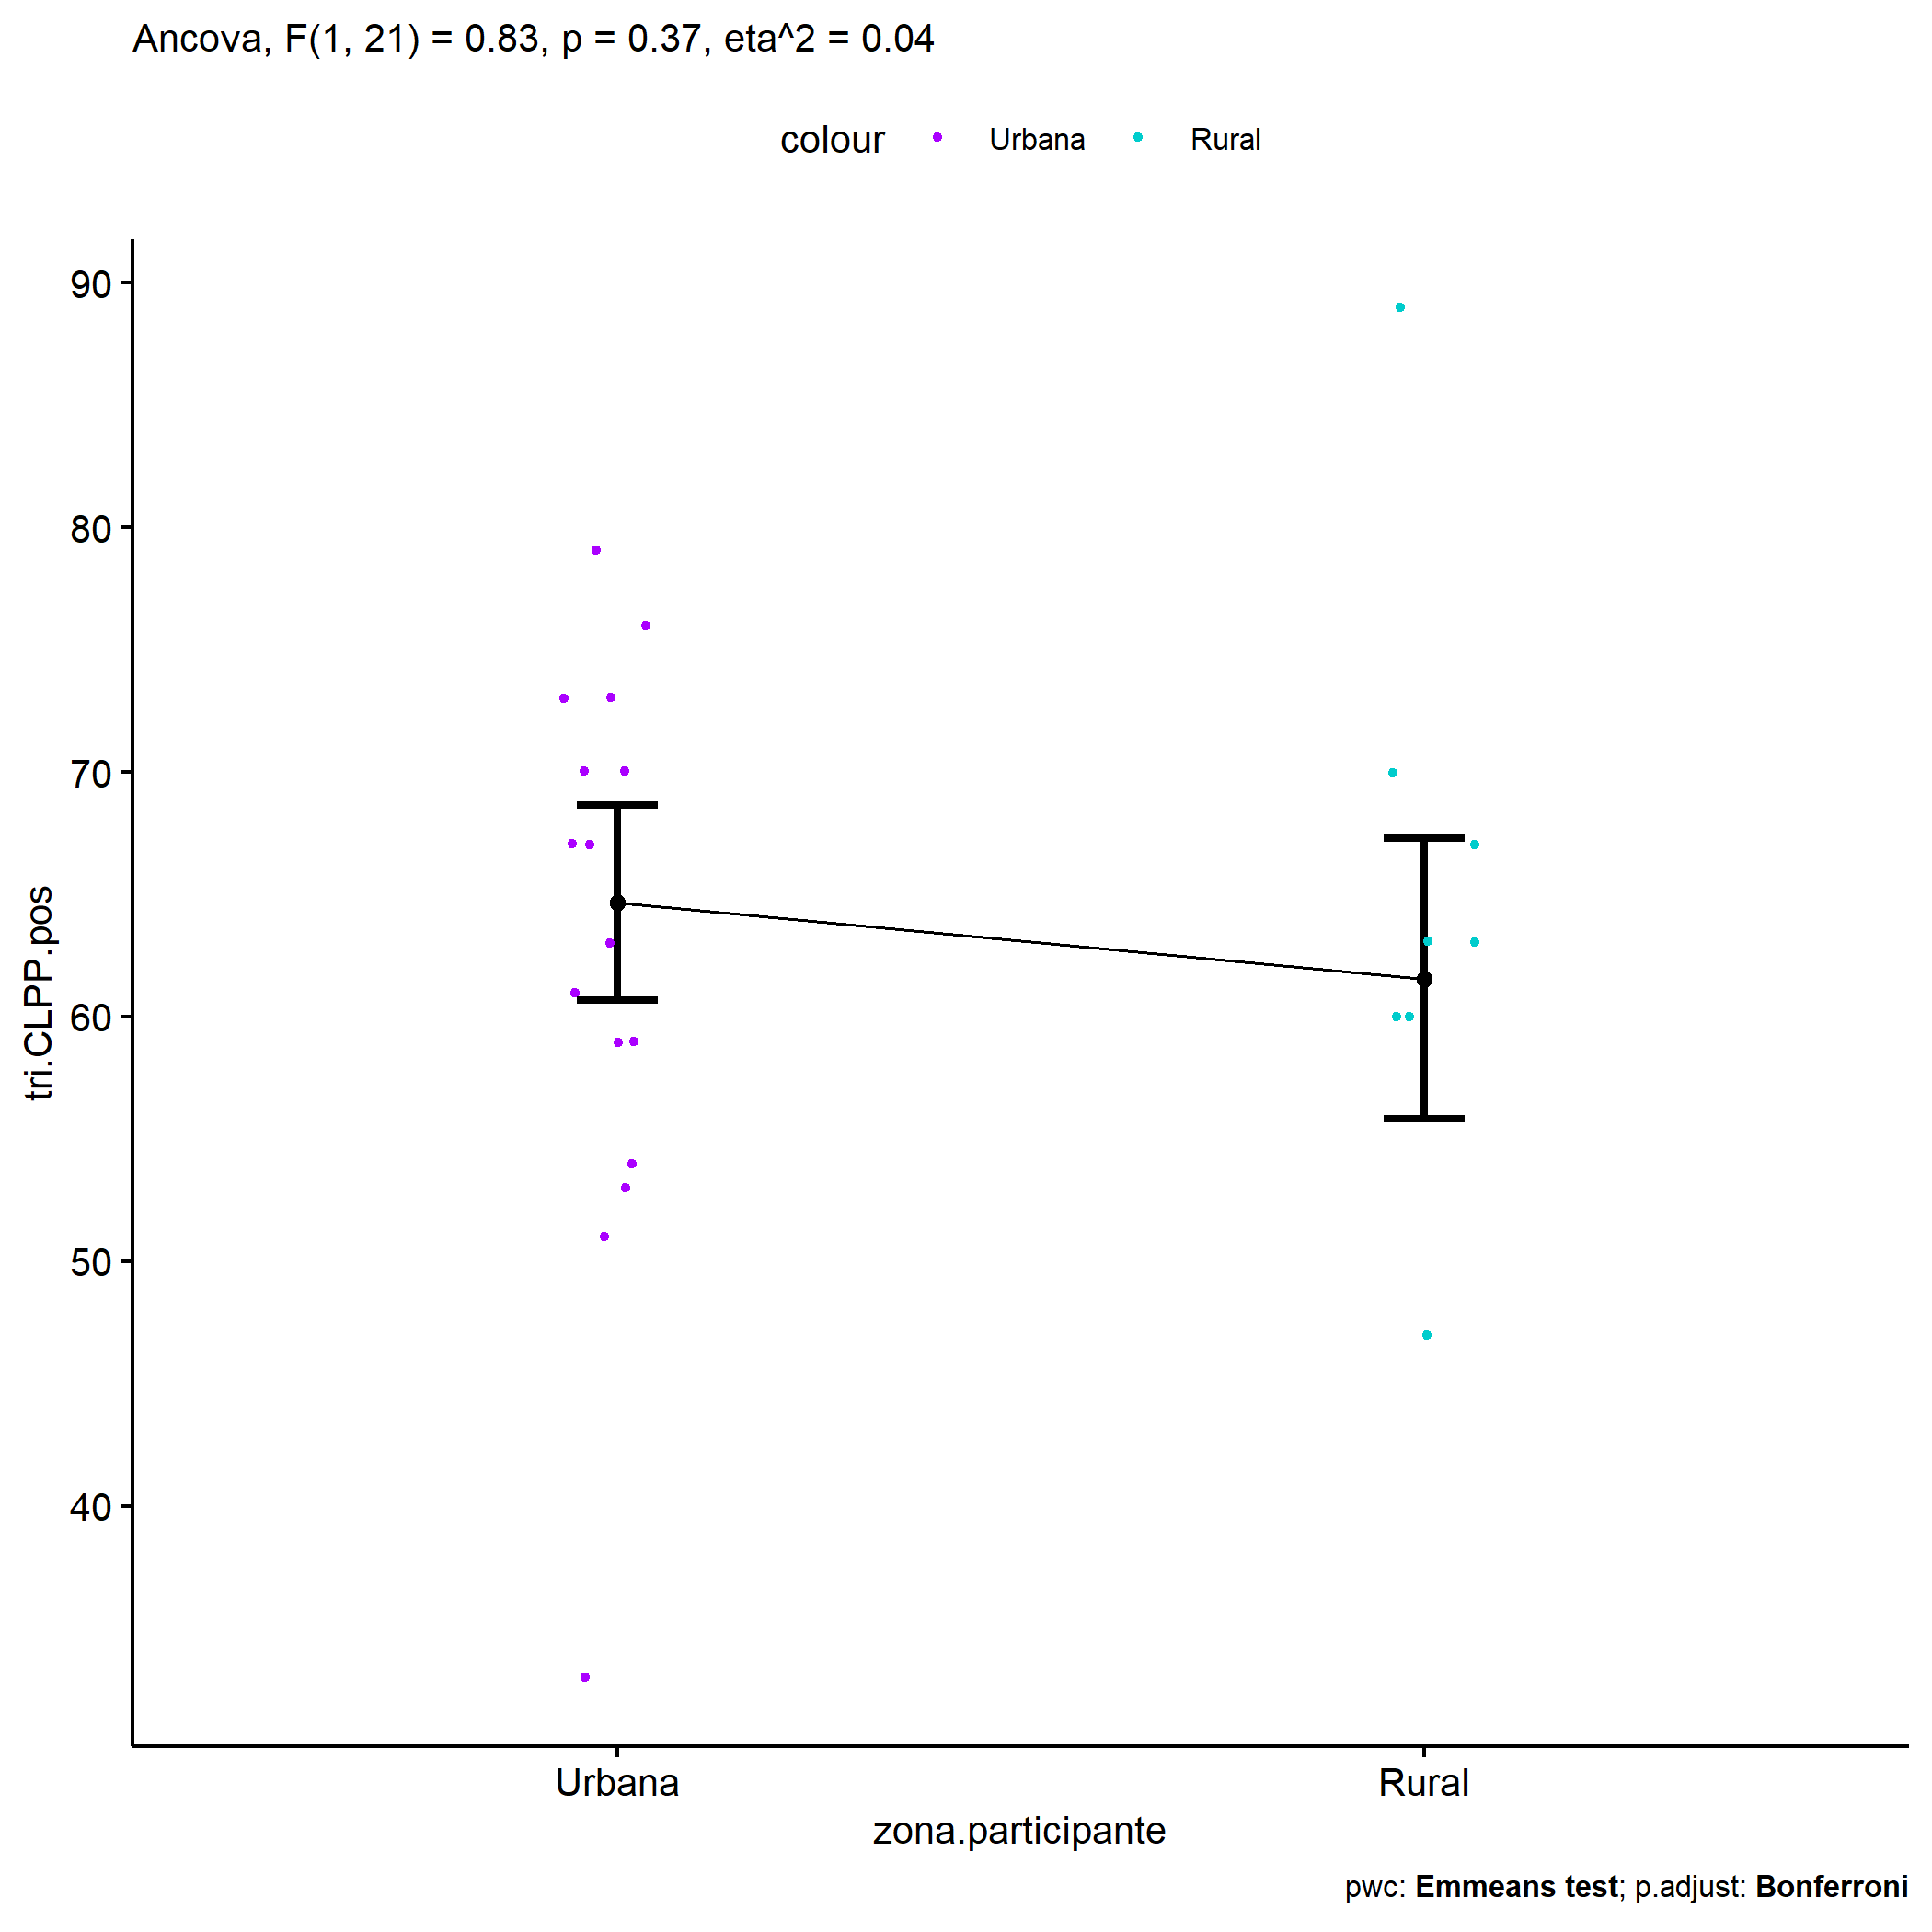 Ancova, F(1, 21) = 0.83, p = 0.37, eta^2 = 0.04
colour Urbana Rural
90
80
70
60
50
40
tri.CLPP.pos
Urbana Rural
zona.participante
pwc: Emmeans test; p.adjust: Bonferroni